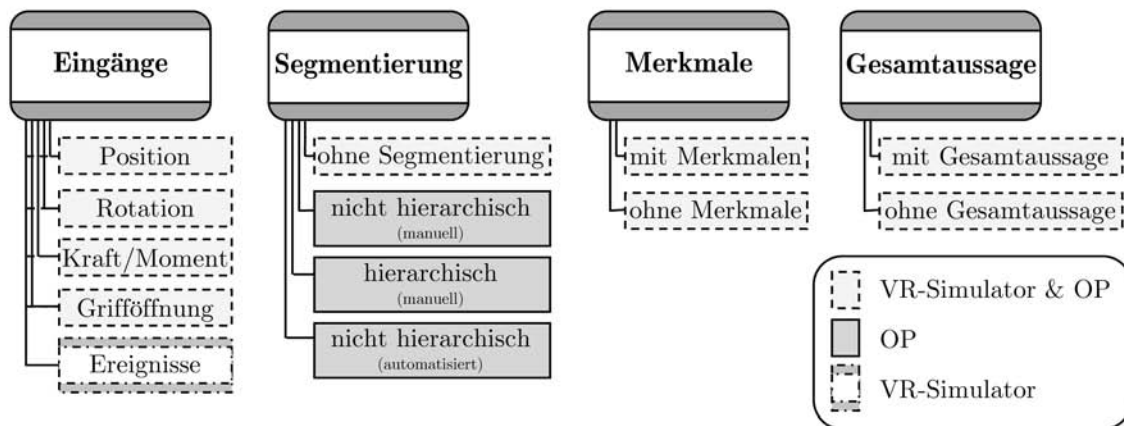 Eingänge
Position
Rotation
Kraft/Moment
Grifföffnung
Ereignisse
Segmentierung
ohne Segmentierung
nicht hierarchisch
(manuell)
hierarchisch
(manuell)
nicht hierarchisch
(automatisiert)
Merkmale
mit Merkmalen
ohne Merkmale
Gesamtaussage
mit Gesamtaussage
ohne Gesamtaussage
VR-Simulator & OP
OP
VR-Simulator